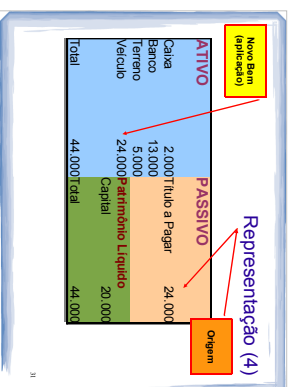 Representação (4)
Novo Bem
(aplicação)
Origem
ATIVO PASSIVO
Caixa 2.000 Título a Pagar 24.000
Banco 13.000
Terreno 5.000
Veículo 24.000 Patrimônio Líquido
Capital 20.000
Total 44.000 Total 44.000
31